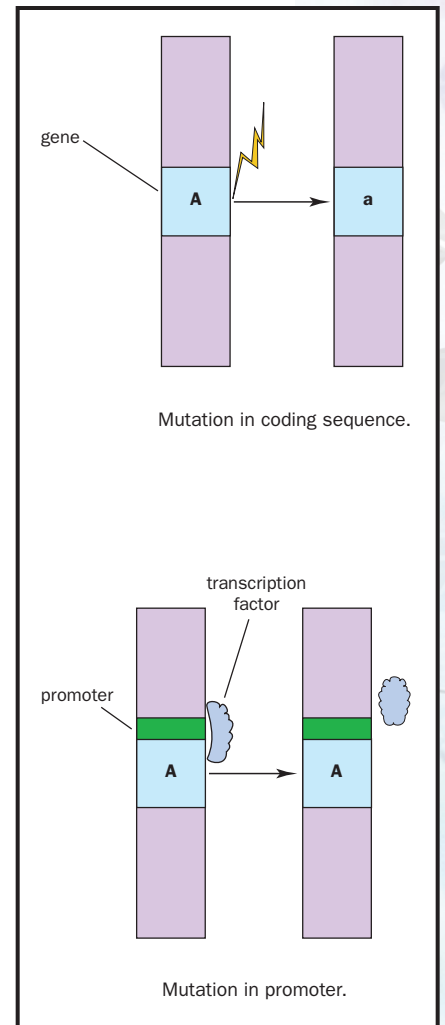 gene
A
a
Mutation in coding sequence.
transcription
factor
promoter
A
A
Mutation in promoter.